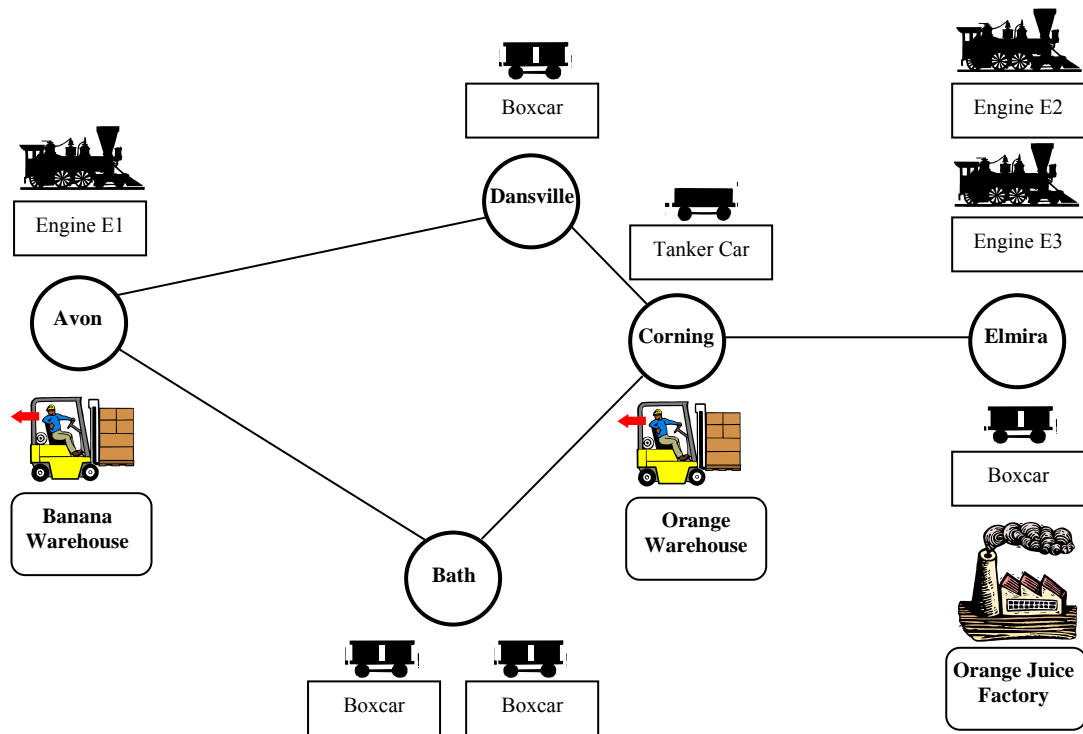 Boxcar
Engine E2
Engine E1
Dansville
Engine E3
Tanker Car
Avon
Corning
Elmira
Boxcar
Banana
Warehouse
Orange
Warehouse
Bath
Boxcar
Boxcar
Orange Juice
Factory